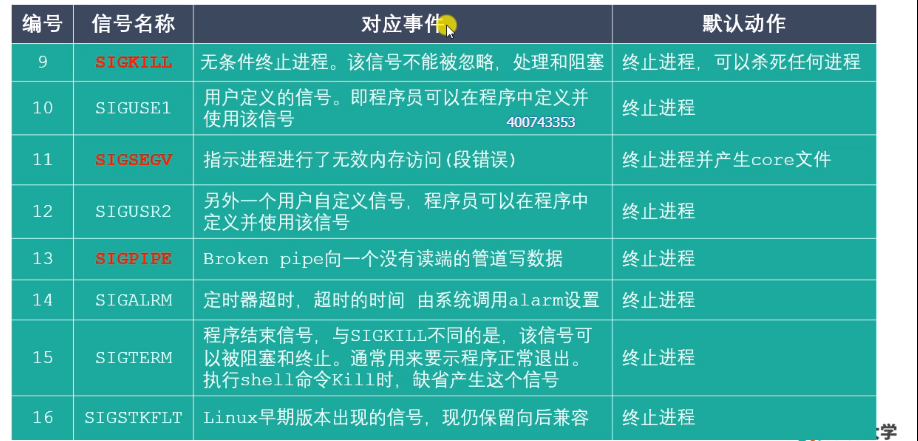 编号 信号名称 对应事件 默认动作
9 SIGKILL 无条件终止进程。该信号不能被忽略，处理和阻塞 终止进程，可以杀死任何进程
10 SIGUSE1 用户定义的信号。即程序员可以在程序中定义并
使用该信号 终止进程
400743353
11 SIGSEGV 指示进程进行了无效内存访问(段错误) 终止进程并产生core文件
12 SIGUSR2 另外一个用户自定义信号，程序员可以在程序中
定义并使用该信号 终止进程
13 SIGPIPE Broken pipe向一个没有读端的管道写数据 终止进程
14 SIGALRM 定时器超时，超时的时间 由系统调用alarm设置 终止进程
15 SIGTERM 程序结束信号，与SIGKILL不同的是，该信号可
以被阻塞和终止。通常用来要示程序正常退出。
执行shell命令Kill时，缺省产生这个信号 终止进程
16 SIGSTKFLT Linux早期版本出现的信号，现仍保留向后兼容 终止进程
学